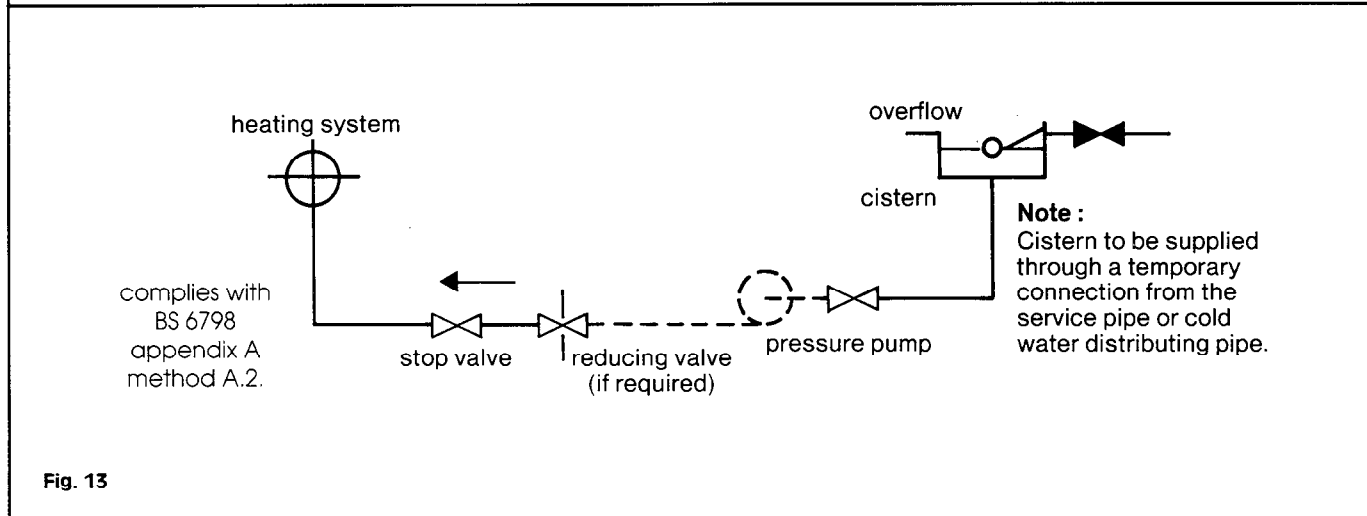 heating system
overflow
cistern
Note :
Cistern to be supplied
through a temporary
connection from the
service pipe or cold
water distributing pipe.
complies with
BS 6798
appendix A
method A.2.
stop valve
reducing valve
(if required)
pressure pump
Fig. 13